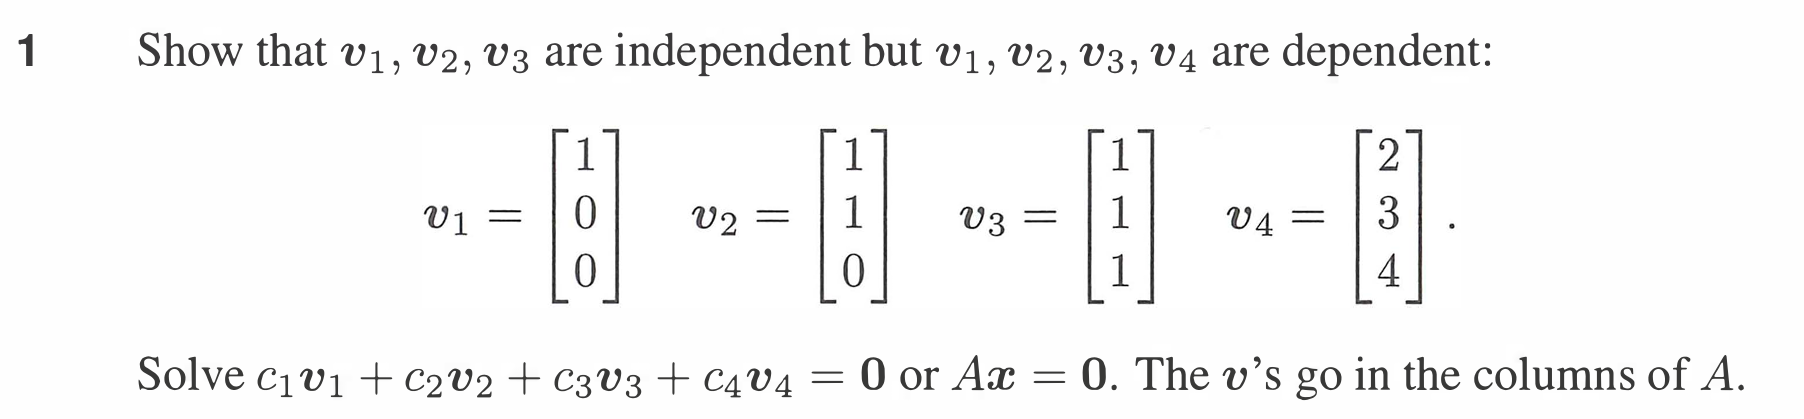 1 Show that v₁, v₂, v₃ are independent but v₁, v₂, v₃, v₄ are dependent:
v₁ = [1 0 0] v₂ = [1 1 0] v₃ = [1 1 1] v₄ = [2 3 4] .
Solve c₁v₁ + c₂v₂ + c₃v₃ + c₄v₄ = 0 or Ax = 0. The v’s go in the columns of A.